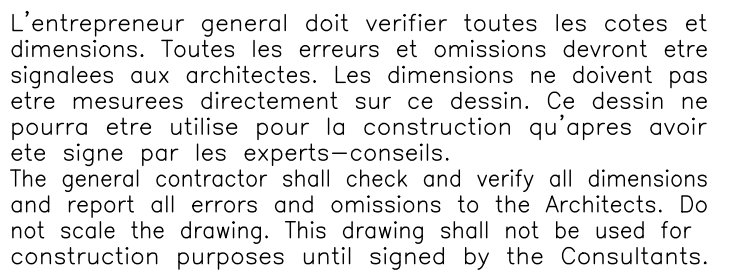 L'entrepreneur general doit verifier toutes les cotes et
dimensions. Toutes les erreurs et omissions devront etre
signalees aux architectes. Les dimensions ne doivent pas
etre mesurees directement sur ce dessin. Ce dessin ne
pourra etre utilise pour la construction qu'apres avoir
ete signe par les experts-conseils.
The general contractor shall check and verify all dimensions
and report all errors and omissions to the Architects. Do
not scale the drawing. This drawing shall not be used for
construction purposes until signed by the Consultants.